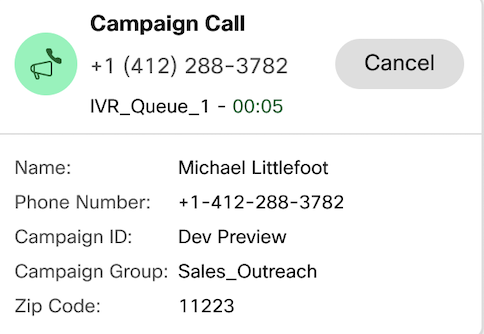 Campaign Call
+1 (412) 288-3782
Cancel
IVR_Queue_1 - 00:05
Name: Michael Littlefoot
Phone Number: +1-412-288-3782
Campaign ID: Dev Preview
Campaign Group: Sales_Outreach
Zip Code: 11223